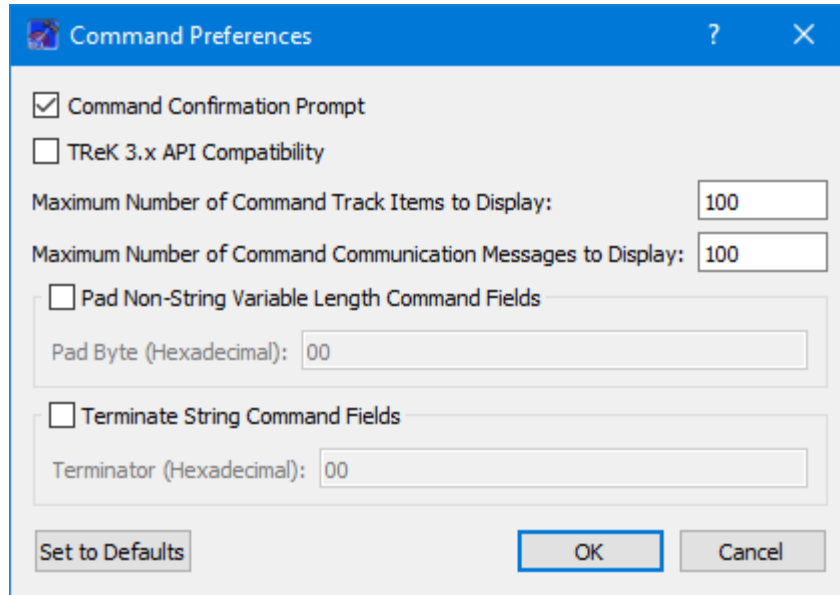 Command Preferences ?
Command Confirmation Prompt
TReK 3.x API Compatibility
Maximum Number of Command Track Items to Display: 100
Maximum Number of Command Communication Messages to Display: 100
Pad Non-String Variable Length Command Fields
Pad Byte (Hexadecimal): 00
Terminate String Command Fields
Terminator (Hexadecimal): 00
Set to Defaults OK Cancel